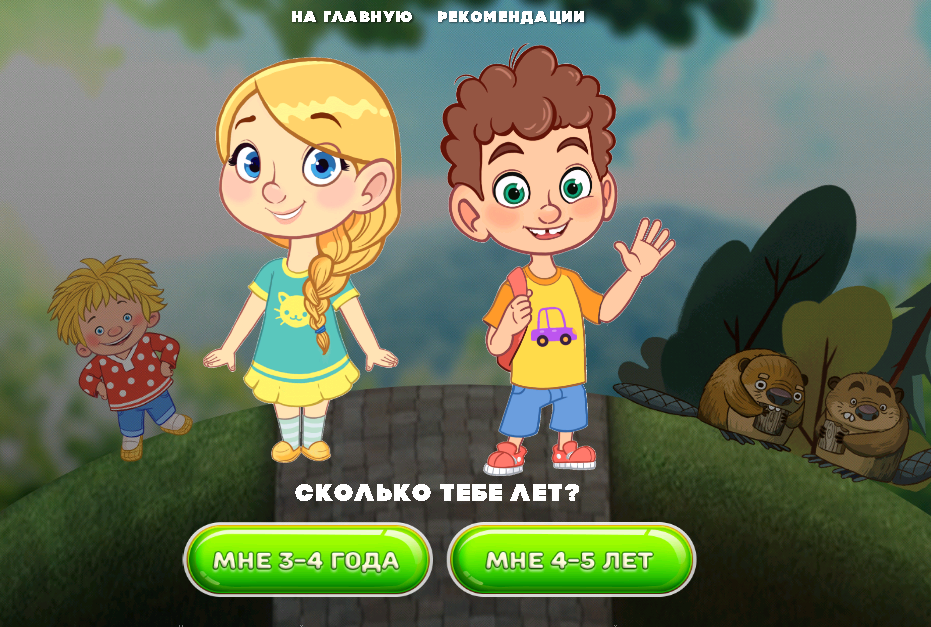 НА ГЛАВНУЮ РЕКОМЕНДАЦИИ
СКОЛЬКО ТЕБЕ ЛЕТ?
МНЕ 3-4 ГОДА
МНЕ 4-5 ЛЕТ